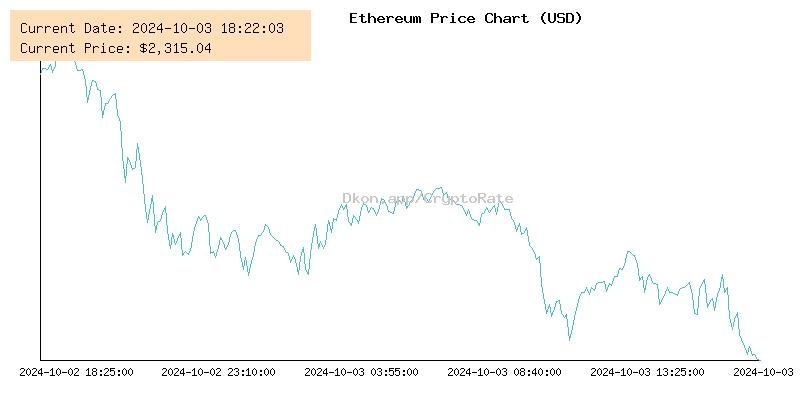 Ethereum Price Chart (USD)
Current Date: 2024-10-03 18:22:03
Current Price: $2,315.04
Dkon.app/CryptoRate
2024-10-02 18:25:00 2024-10-02 23:10:00 2024-10-03 03:55:00 2024-10-03 08:40:00 2024-10-03 13:25:00 2024-10-03